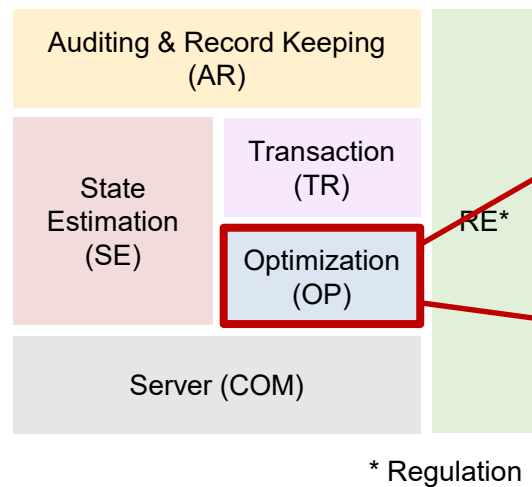 Auditing & Record Keeping
(AR)
Transaction
(TR)
State
Estimation
(SE)
RE*
Optimization
(OP)
Server (COM)
* Regulation